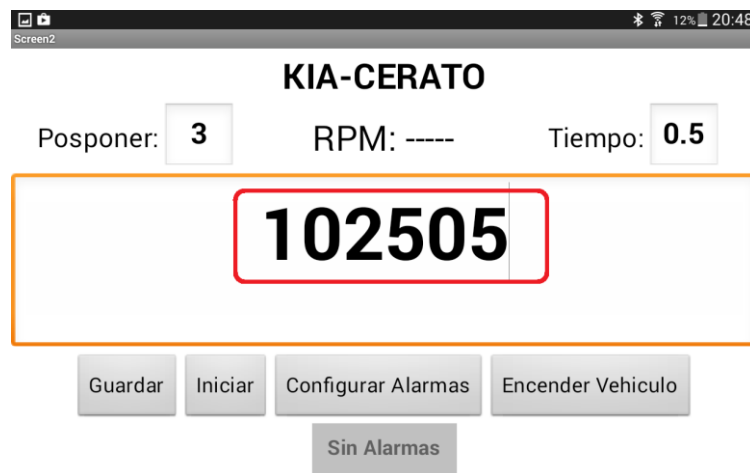 12% 20:48
Screen2
KIA-CERATO
Posponer: 3 RPM: ----- Tiempo: 0.5
102505
Guardar Iniciar Configurar Alarmas Encender Vehiculo
Sin Alarmas